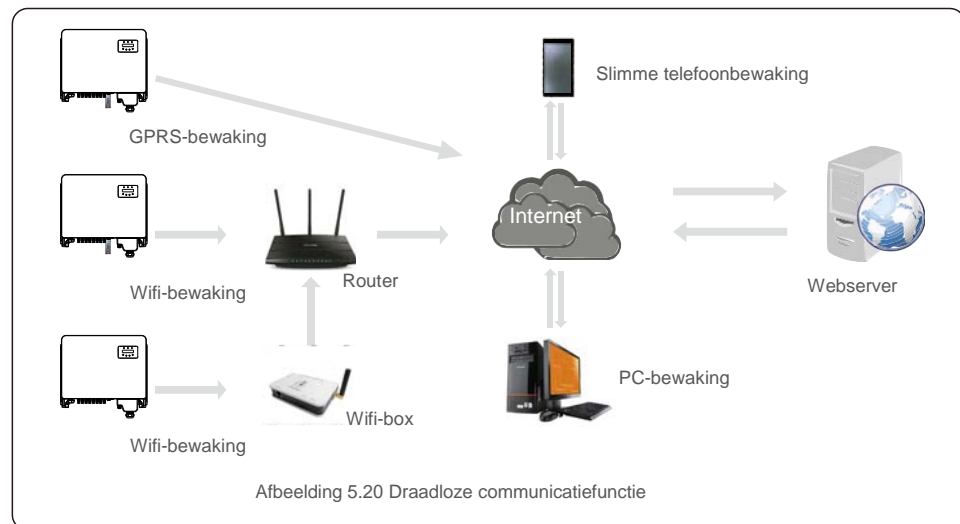 Slimme telefoonbewaking
GPRS-bewaking
Internet
Router
Wifi-bewaking
Webserver
PC-bewaking
Wifi-box
Wifi-bewaking
Afbeelding 5.20 Draadloze communicatiefunctie